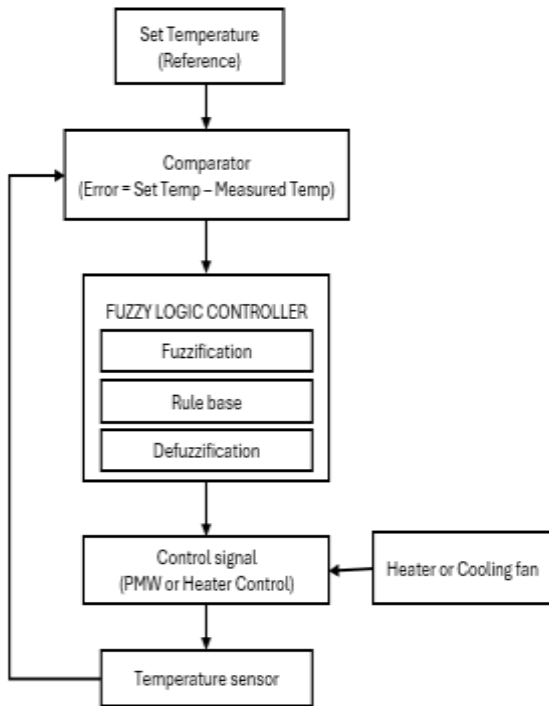 Set Temperature
(Reference)
Comparator
(Error = Set Temp – Measured Temp)
FUZZY LOGIC CONTROLLER
Fuzzification
Rule base
Defuzzification
Control signal
(PMW or Heater Control)
Heater or Cooling fan
Temperature sensor